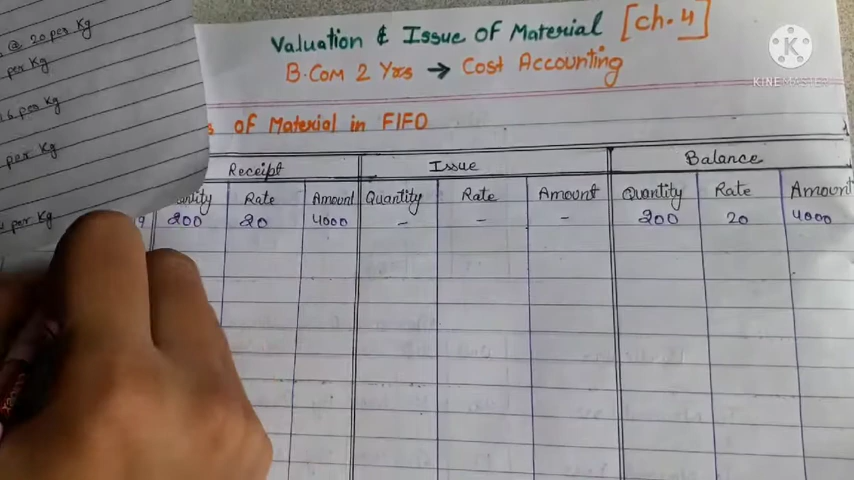 @ 20 per Kg
per Kg
16 per Kg
per Kg
per Kg
Valuation & Issue of Material [ch.4]
B.Com 2 Yrs → Cost Accounting
KINEMASTER
of Material in FIFO
Receipt Issue Balance
Rate Amount Quantity Rate Amount Quantity Rate Amount
200 20 4000 - - - 200 20 4000